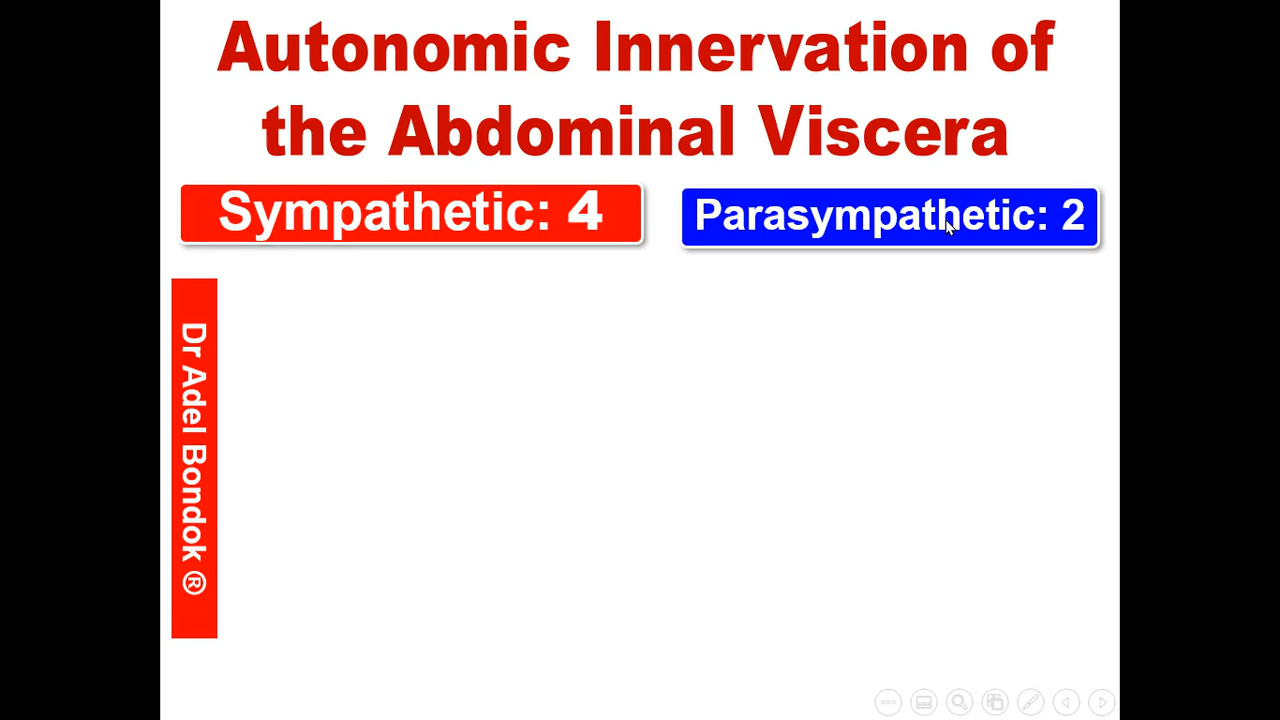 Autonomic Innervation of
the Abdominal Viscera
Sympathetic: 4
Parasympathetic: 2
Dr Adel Bondok ®